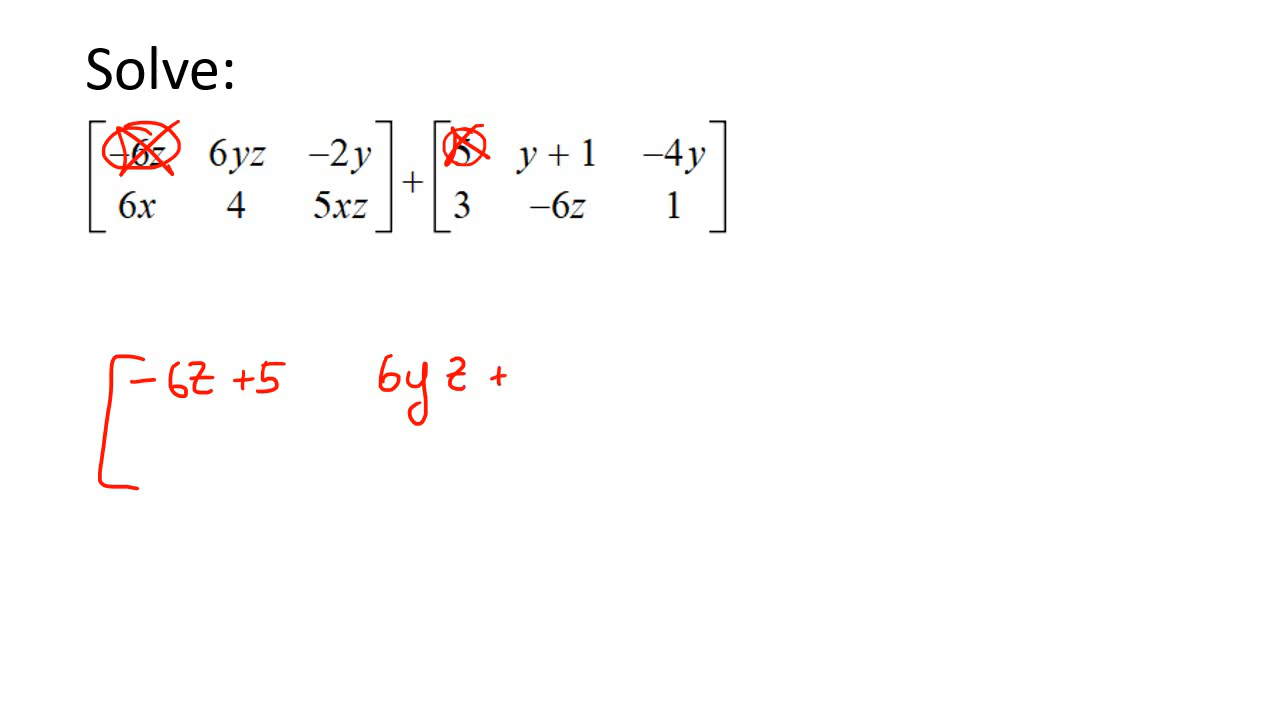 Solve:
[ −6z 6yz −2y ] + [ 5 y + 1 −4y ]
[ 6x 4 5xz ] [ 3 −6z 1 ]
[ −6z +5 6yz +